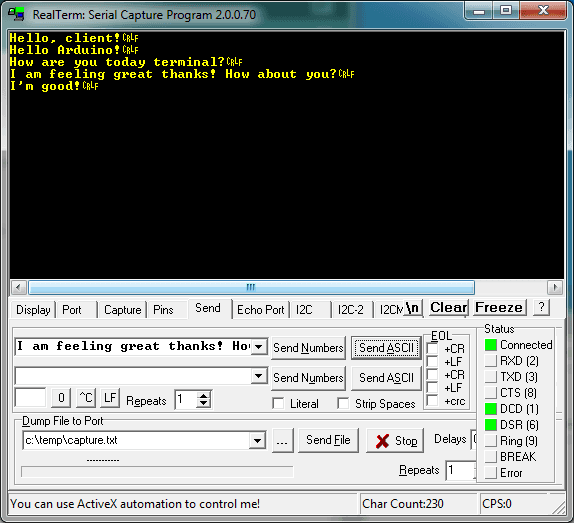 RealTerm: Serial Capture Program 2.0.0.70
Hello, client!CRLF
Hello Arduino!CRLF
How are you today terminal?CRLF
I am feeling great thanks! How about you?CRLF
I'm good!CRLF
Display Port Capture Pins Send Echo Port I2C I2C-2 I2CM \n Clear Freeze ?
I am feeling great thanks! How Send Numbers Send ASCII
Send Numbers Send ASCII
0 ^C LF Repeats 1 Literal Strip Spaces
EOL
+CR
+LF
+CR
+LF
+crc
Dump File to Port
c:\temp\capture.txt ... Send File Stop Delays 0
Repeats 1
Status
Connected
RXD (2)
TXD (3)
CTS (8)
DCD (1)
DSR (6)
Ring (9)
BREAK
Error
You can use ActiveX automation to control me! Char Count:230 CPS:0